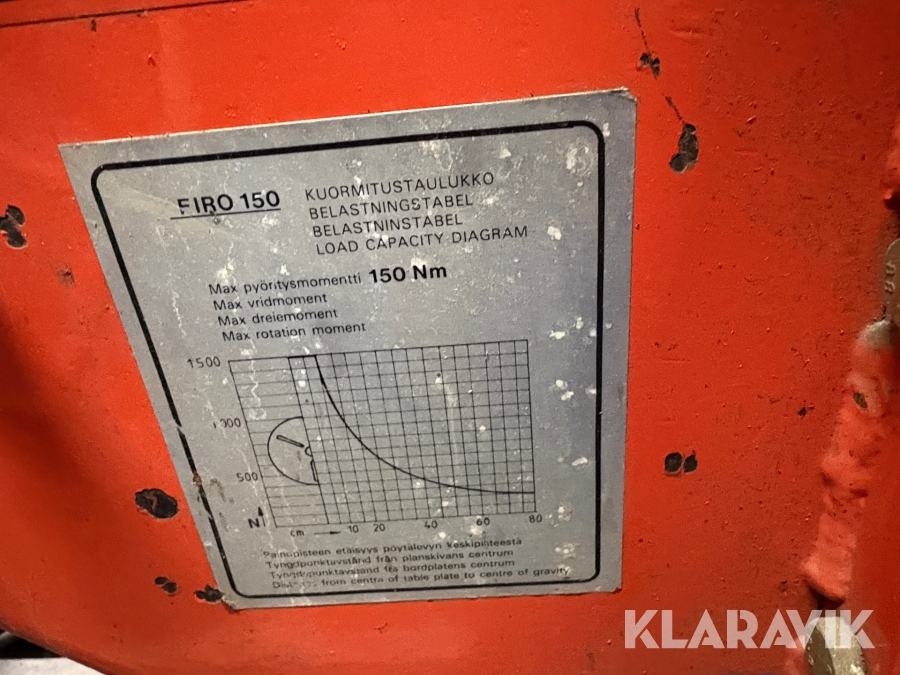 FIRO 150
KUORMITUSTAULUKKO
BELASTNINGSTABEL
BELASTNINSTABEL
LOAD CAPACITY DIAGRAM
Max pyöritysmomentti 150 Nm
Max vridmoment
Max dreiemoment
Max rotation moment
1500
1000
500
N
cm 10 20 40 60 80
Painopisteen etäisyys pöytälevyn keskipisteestä
Tyngdpunktavstånd från planskivans centrum
Tyngdepunktavstand fra bordplatens centrum
Distance from centre of table plate to centre of gravity
88
KLARAVIK